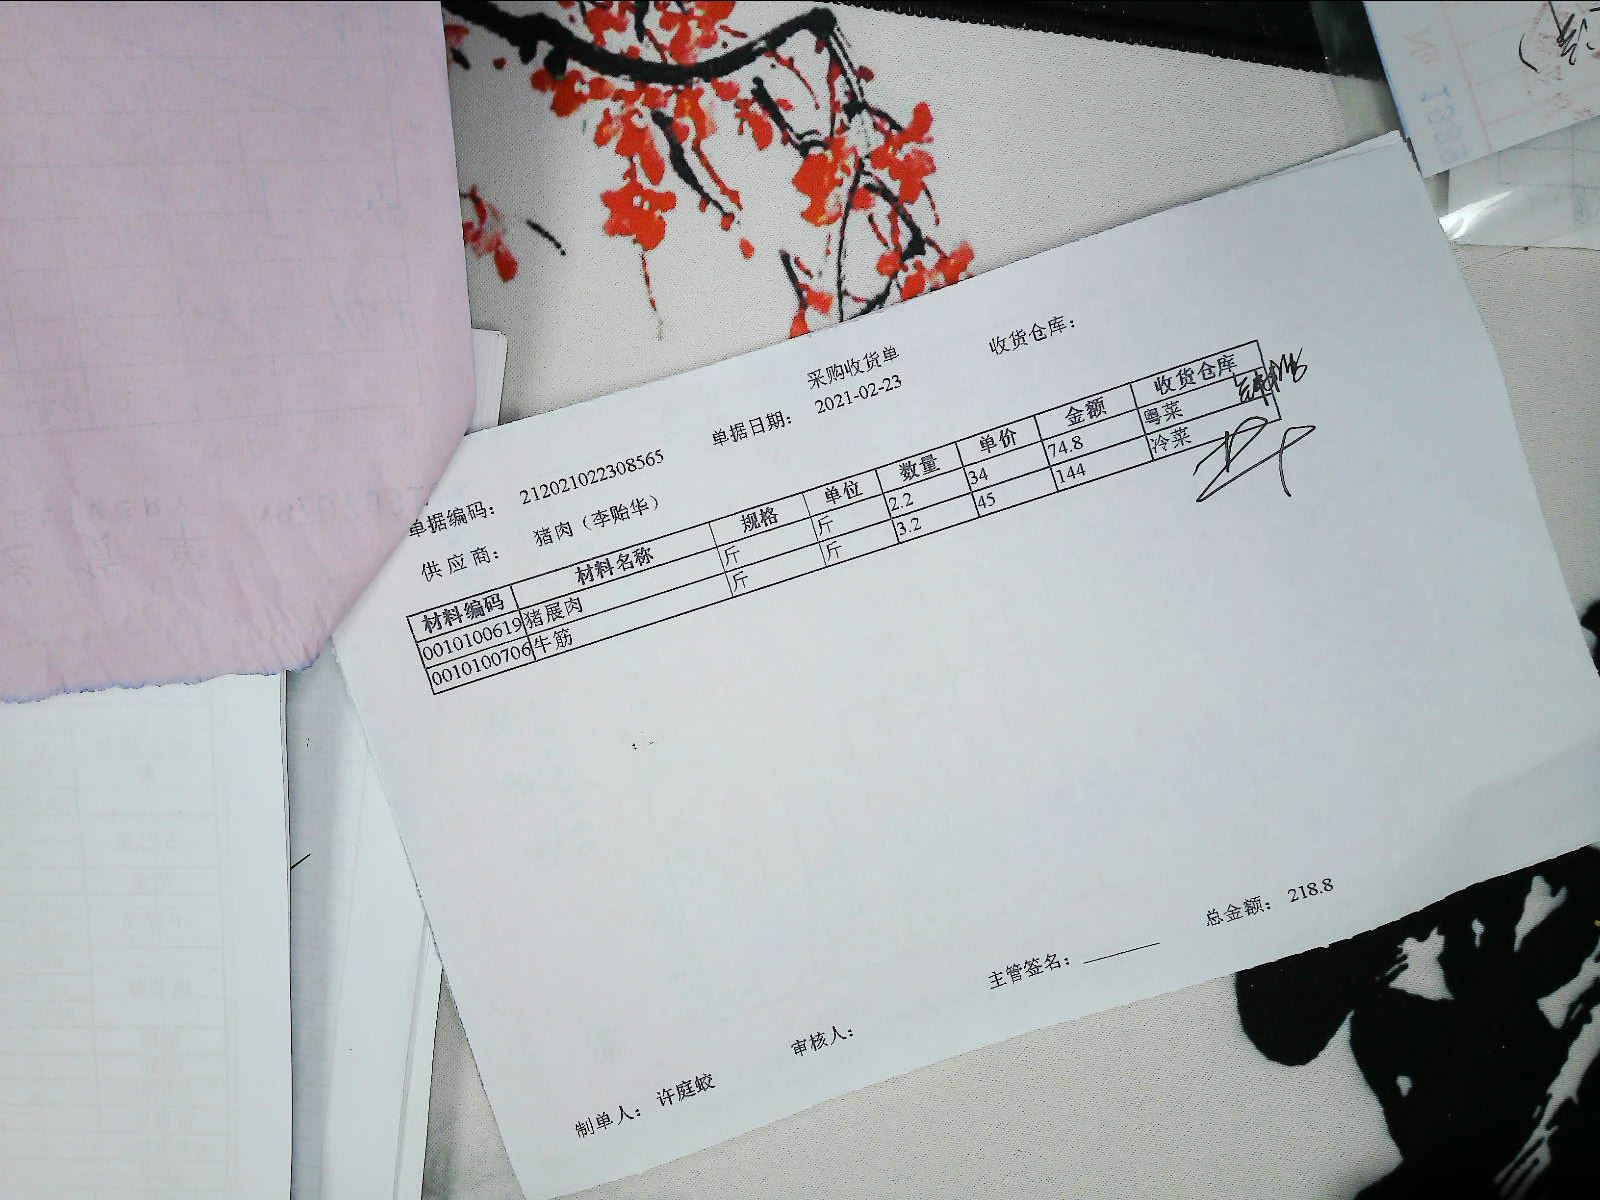 采购收货单
收货仓库：
单据编码： 212021022308565 单据日期： 2021-02-23
供 应 商： 猪肉（李贻华）
材料编码 材料名称 规格 单位 数量 单价 金额 收货仓库
0010100619 猪展肉 斤 斤 2.2 34 74.8 粤菜
0010100706 牛筋 斤 斤 3.2 45 144 冷菜
总金额： 218.8
制单人： 许庭蛟 审核人： 主管签名：